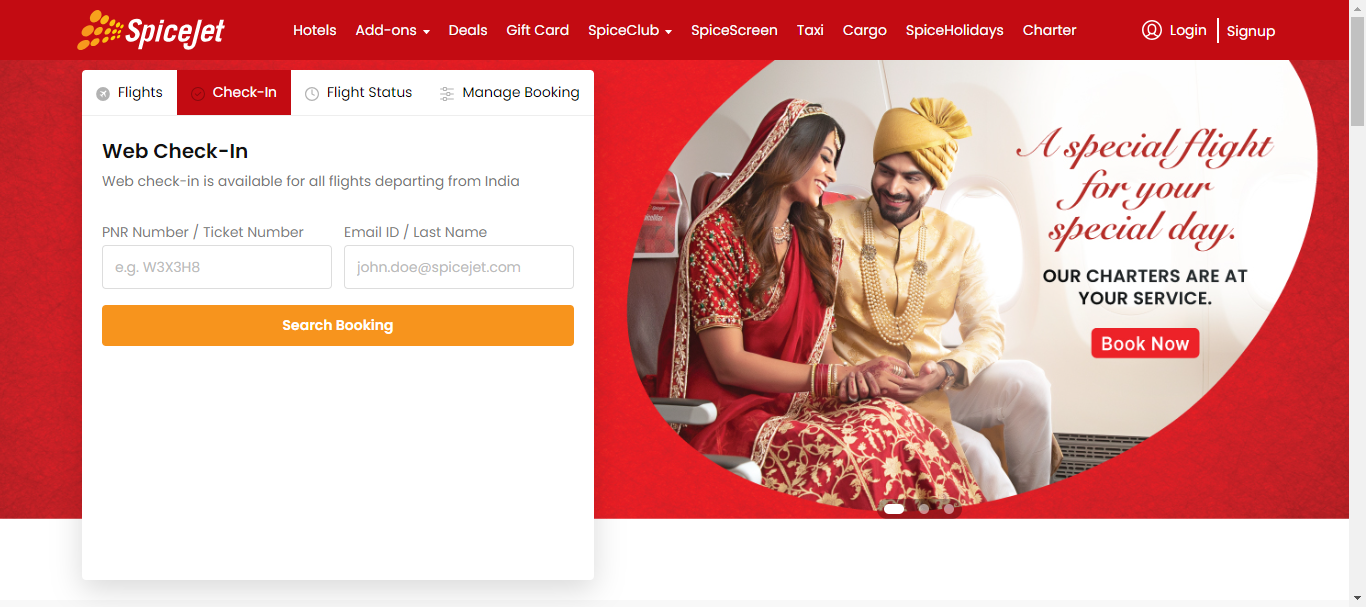 SpiceJet
Hotels Add-ons Deals Gift Card SpiceClub SpiceScreen Taxi Cargo SpiceHolidays Charter Login Signup
Flights Check-In Flight Status Manage Booking
Web Check-In
Web check-in is available for all flights departing from India
PNR Number / Ticket Number Email ID / Last Name
e.g. W3X3H8 john.doe@spicejet.com
Search Booking
A special flight
for your
special day.
OUR CHARTERS ARE AT
YOUR SERVICE.
Book Now